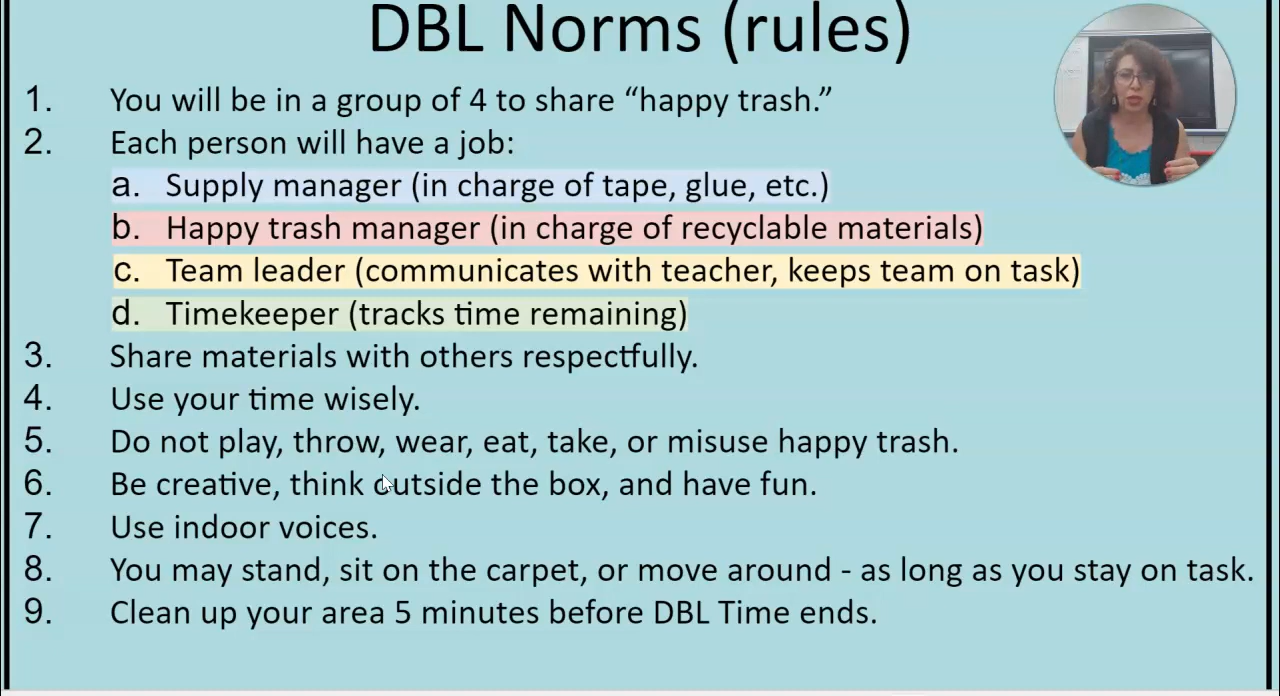 DBL Norms (rules)
1. You will be in a group of 4 to share “happy trash.”
2. Each person will have a job:
a. Supply manager (in charge of tape, glue, etc.)
b. Happy trash manager (in charge of recyclable materials)
c. Team leader (communicates with teacher, keeps team on task)
d. Timekeeper (tracks time remaining)
3. Share materials with others respectfully.
4. Use your time wisely.
5. Do not play, throw, wear, eat, take, or misuse happy trash.
6. Be creative, think outside the box, and have fun.
7. Use indoor voices.
8. You may stand, sit on the carpet, or move around - as long as you stay on task.
9. Clean up your area 5 minutes before DBL Time ends.